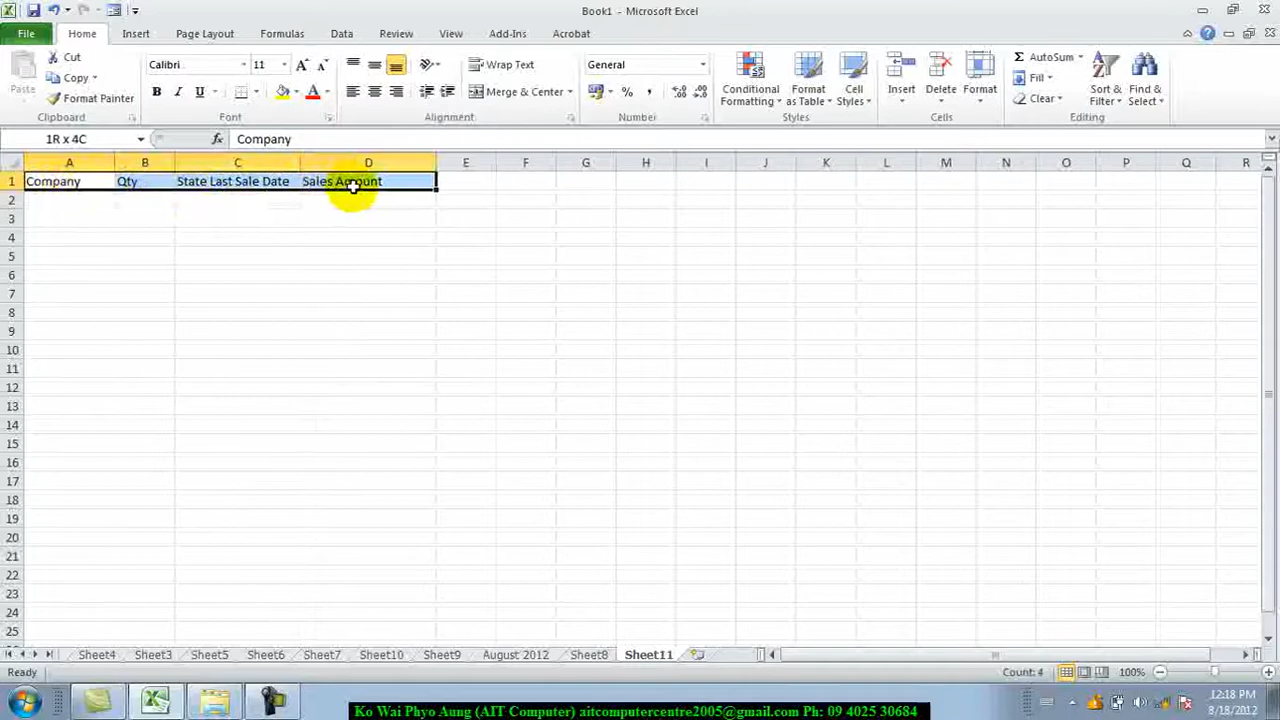 Book1 - Microsoft Excel
File Home Insert Page Layout Formulas Data Review View Add-Ins Acrobat
Paste Cut Copy Format Painter Clipboard
Calibri 11 B I U Font
Wrap Text Merge & Center Alignment
General % , Number
Conditional Formatting Format as Table Cell Styles Styles
Insert Delete Format Cells
AutoSum Fill Clear Sort & Filter Find & Select Editing
1R x 4C fx Company
A B C D E F G H I J K L M N O P Q R
1 Company Qty State Last Sale Date Sales Amount
2
3
4
5
6
7
8
9
10
11
12
13
14
15
16
17
18
19
20
21
22
23
24
25
Sheet4 Sheet3 Sheet5 Sheet6 Sheet7 Sheet10 Sheet9 August 2012 Sheet8 Sheet11
Ready Count: 4 100%
12:18 PM
8/18/2012
Ko Wai Phyo Aung (AIT Computer) aitcomputercentre2005@gmail.com Ph: 09 4025 30684